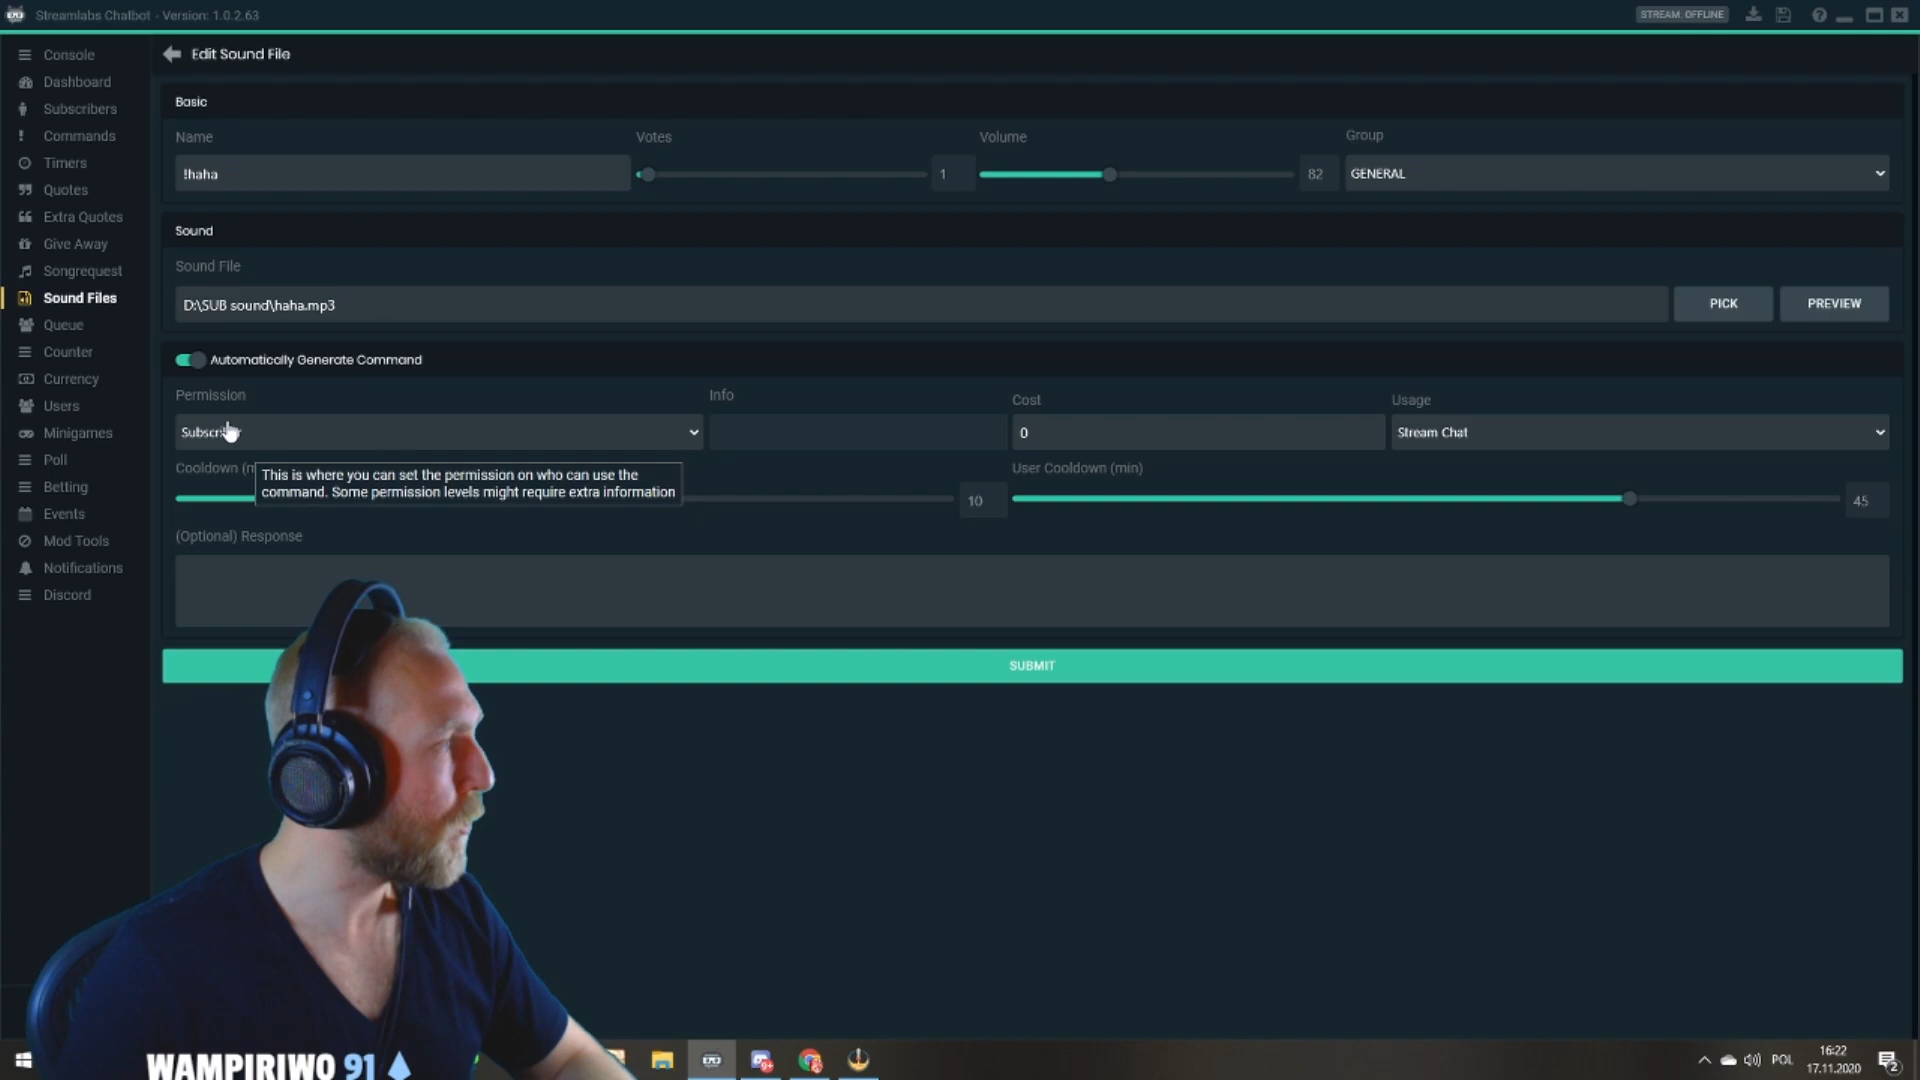 Streamlabs Chatbot - Version: 1.0.2.63
STREAM: OFFLINE
Console
Dashboard
Subscribers
Commands
Timers
Quotes
Extra Quotes
Give Away
Songrequest
Sound Files
Queue
Counter
Currency
Users
Minigames
Poll
Betting
Events
Mod Tools
Notifications
Discord
Edit Sound File
Basic
Name
Votes
Volume
Group
!haha
1
82
GENERAL
Sound
Sound File
D:\SUB sound\haha.mp3
PICK
PREVIEW
Automatically Generate Command
Permission
Info
Cost
Usage
0
Stream Chat
Cooldown
This is where you can set the permission on who can use the
command. Some permission levels might require extra information
User Cooldown (min)
10
45
(Optional) Response
SUBMIT
WAMPIRIWO 91
POL
16:22
17.11.2020
2